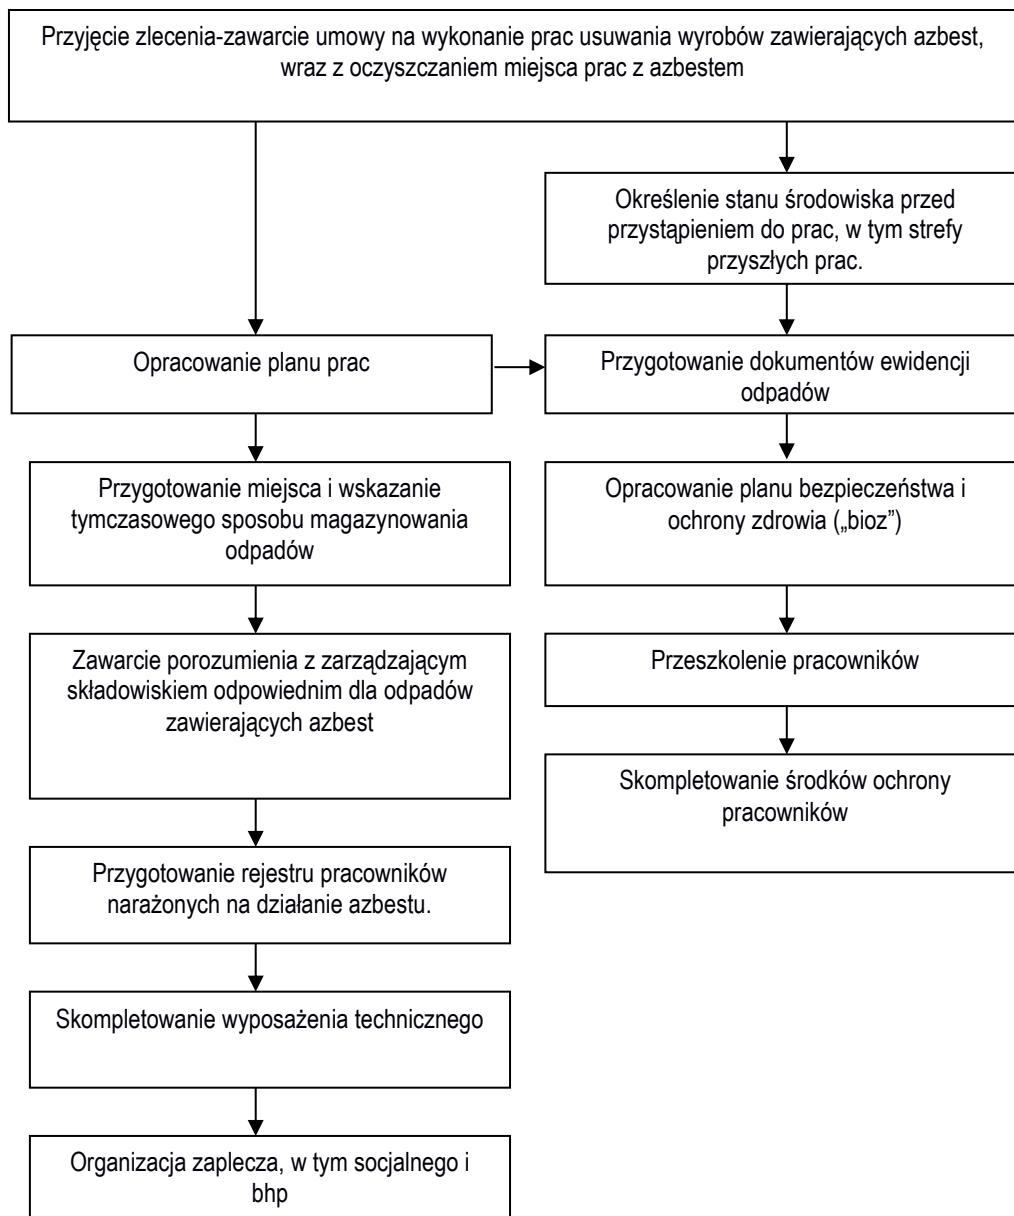 Przyjęcie zlecenia-zawarcie umowy na wykonanie prac usuwania wyrobów zawierających azbest,
wraz z oczyszczaniem miejsca prac z azbestem
Określenie stanu środowiska przed
przystąpieniem do prac, w tym strefy
przyszłych prac.
Opracowanie planu prac
Przygotowanie dokumentów ewidencji
odpadów
Przygotowanie miejsca i wskazanie
tymczasowego sposobu magazynowania
odpadów
Opracowanie planu bezpieczeństwa i
ochrony zdrowia („bioz”)
Zawarcie porozumienia z zarządzającym
składowiskiem odpowiednim dla odpadów
zawierających azbest
Przeszkolenie pracowników
Skompletowanie środków ochrony
pracowników
Przygotowanie rejestru pracowników
narażonych na działanie azbestu.
Skompletowanie wyposażenia technicznego
Organizacja zaplecza, w tym socjalnego i
bhp